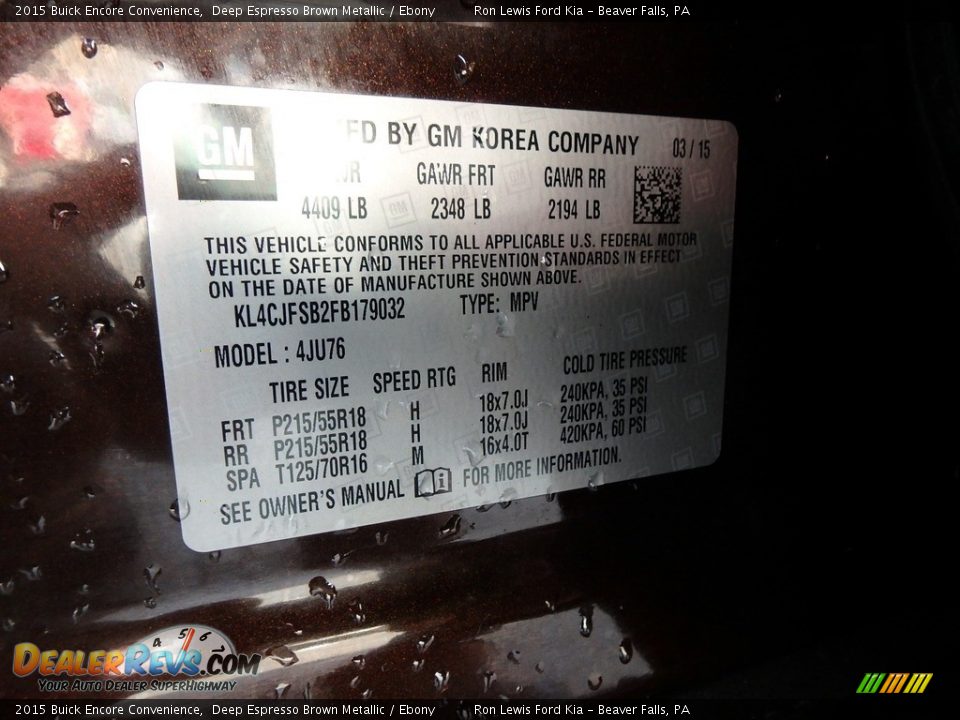 2015 Buick Encore Convenience, Deep Espresso Brown Metallic / Ebony Ron Lewis Ford Kia - Beaver Falls, PA
GM
BY GM KOREA COMPANY 03 / 15
GAWR FRT GAWR RR
4409 LB 2348 LB 2194 LB
THIS VEHICLE CONFORMS TO ALL APPLICABLE U.S. FEDERAL MOTOR
VEHICLE SAFETY AND THEFT PREVENTION STANDARDS IN EFFECT
ON THE DATE OF MANUFACTURE SHOWN ABOVE.
KL4CJFSB2FB179032 TYPE: MPV
MODEL : 4JU76
TIRE SIZE SPEED RTG RIM COLD TIRE PRESSURE
FRT P215/55R18 H 18x7.0J 240KPA, 35 PSI
RR P215/55R18 H 18x7.0J 240KPA, 35 PSI
SPA T125/70R16 M 16x4.0T 420KPA, 60 PSI
SEE OWNER'S MANUAL FOR MORE INFORMATION.
4 5 6
DEALERREVS.COM
YOUR AUTO DEALER SUPERHIGHWAY
2015 Buick Encore Convenience, Deep Espresso Brown Metallic / Ebony Ron Lewis Ford Kia - Beaver Falls, PA